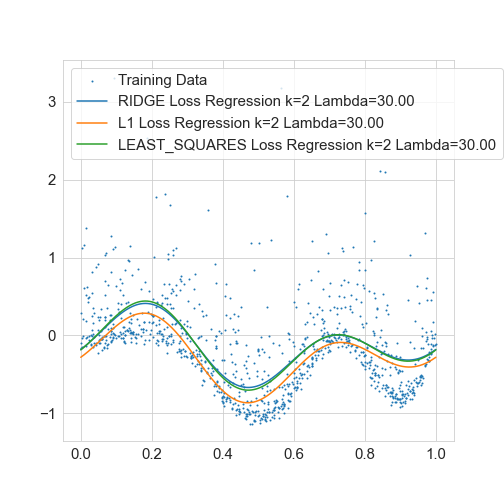 Training Data
RIDGE Loss Regression k=2 Lambda=30.00
L1 Loss Regression k=2 Lambda=30.00
LEAST_SQUARES Loss Regression k=2 Lambda=30.00
3
2
1
0
−1
0.0 0.2 0.4 0.6 0.8 1.0